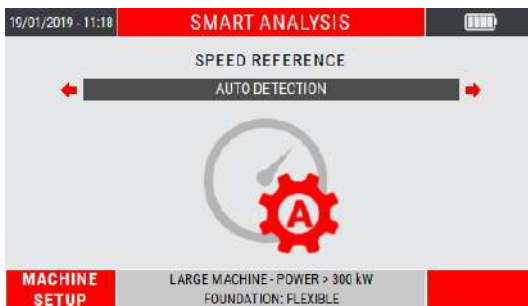 19/01/2019 - 11:18
SMART ANALYSIS
SPEED REFERENCE
AUTO DETECTION
A
MACHINE SETUP
LARGE MACHINE - POWER > 300 kW
FOUNDATION: FLEXIBLE